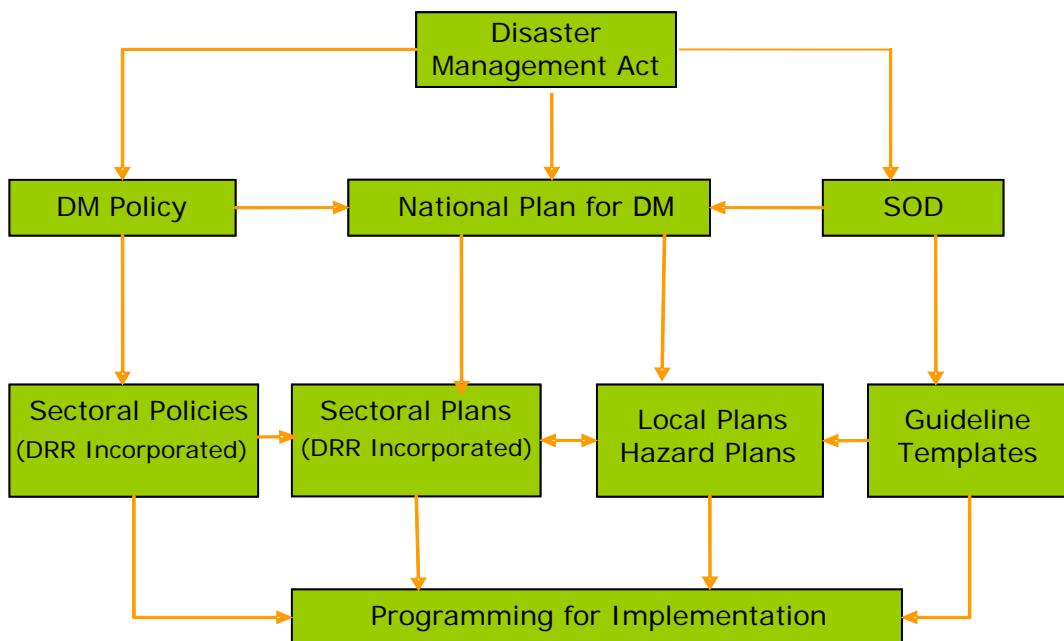 Disaster
Management Act
DM Policy
National Plan for DM
SOD
Sectoral Policies
(DRR Incorporated)
Sectoral Plans
(DRR Incorporated)
Local Plans
Hazard Plans
Guideline
Templates
Programming for Implementation